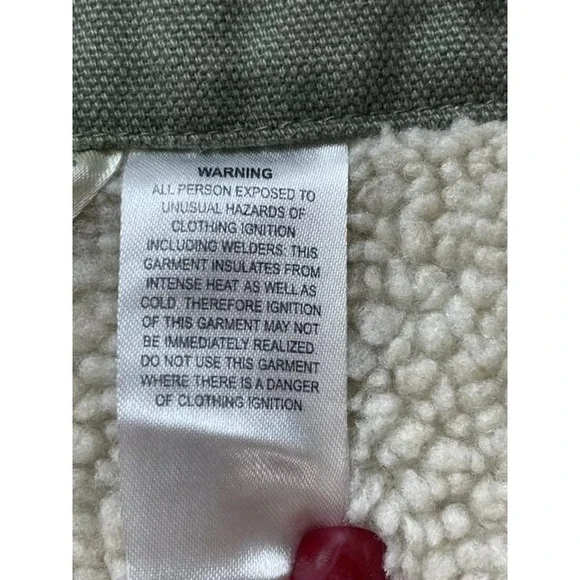 WARNING
ALL PERSON EXPOSED TO
UNUSUAL HAZARDS OF
CLOTHING IGNITION
INCLUDING WELDERS: THIS
GARMENT INSULATES FROM
INTENSE HEAT AS WELL AS
COLD. THEREFORE IGNITION
OF THIS GARMENT MAY NOT
BE IMMEDIATELY REALIZED
DO NOT USE THIS GARMENT
WHERE THERE IS A DANGER
OF CLOTHING IGNITION